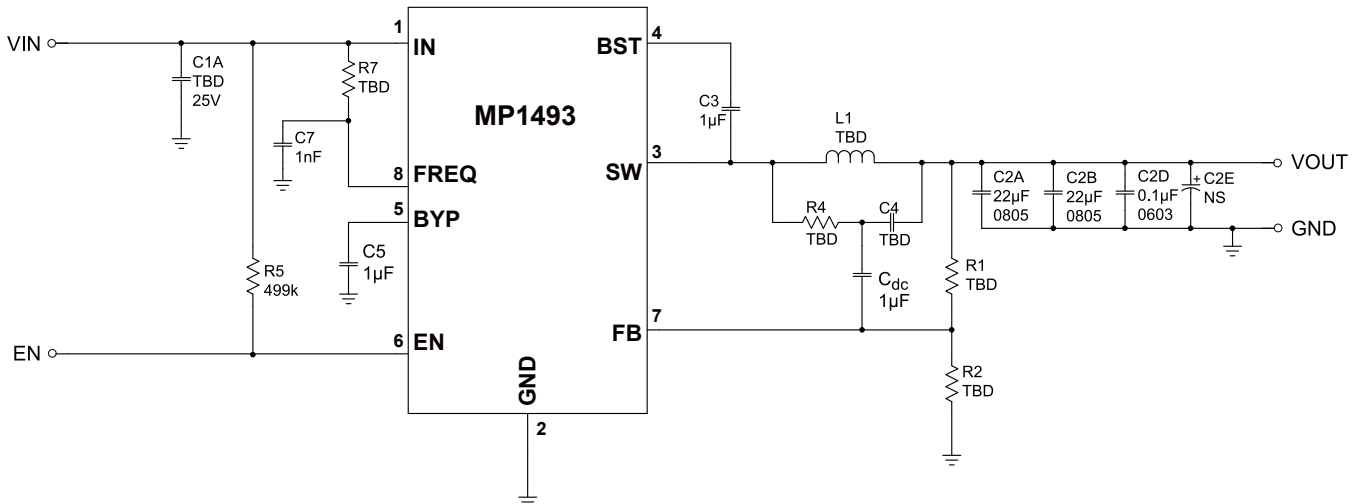 VIN
C1A
TBD
25V
R7
TBD
C7
1nF
R5
499k
C5
1µF
EN
1
8
5
6
IN
FREQ
BYP
EN
MP1493
GND
2
BST
SW
FB
4
3
7
C3
1µF
L1
TBD
R4
TBD
C4
TBD
Cdc
1µF
R1
TBD
R2
TBD
C2A
22µF
0805
C2B
22µF
0805
C2D
0.1µF
0603
+ C2E
NS
VOUT
GND